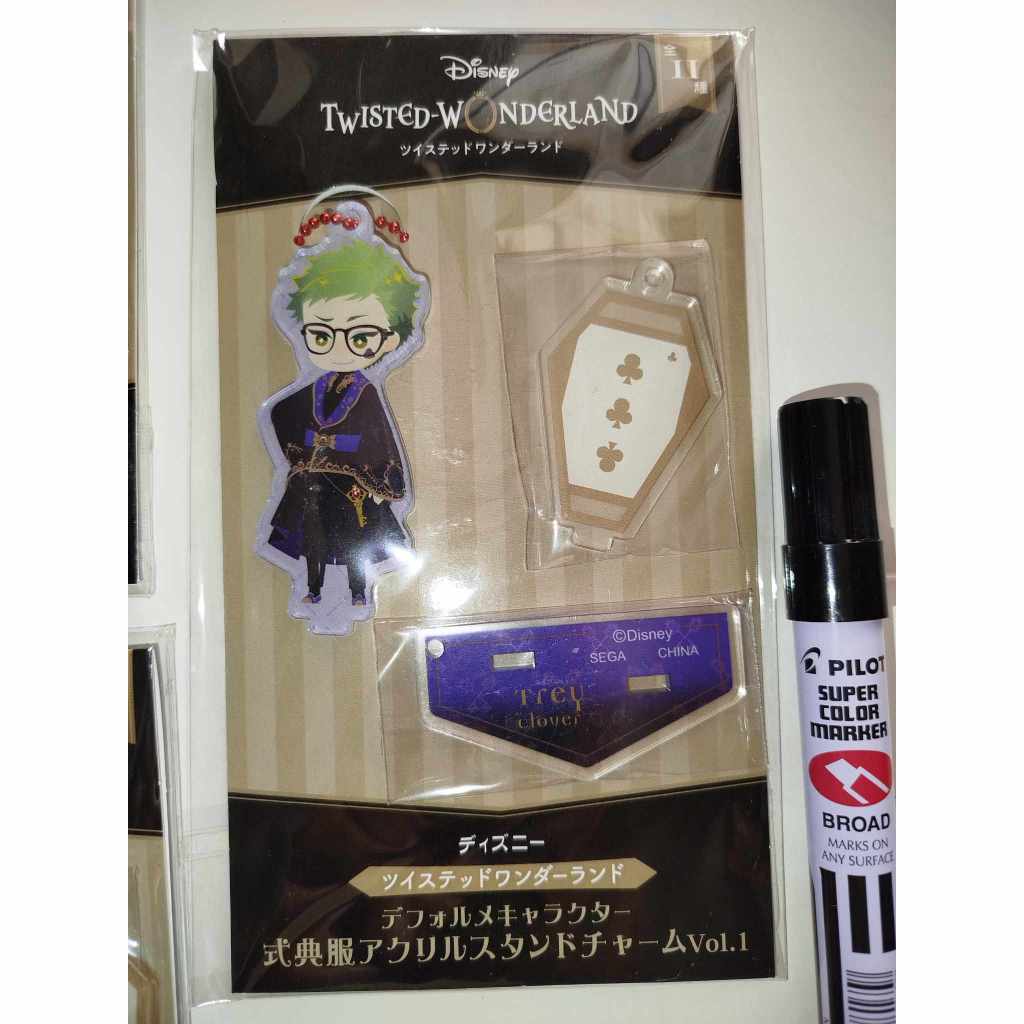 Disney
TWISTED-WONDERLAND
ツイステッドワンダーランド
全
11
種
©Disney
SEGA CHINA
Trey
clover
ディズニー
ツイステッドワンダーランド
デフォルメキャラクター
式典服アクリルスタンドチャームVol.1
PILOT
SUPER
COLOR
MARKER
BROAD
MARKS ON
ANY SURFACE